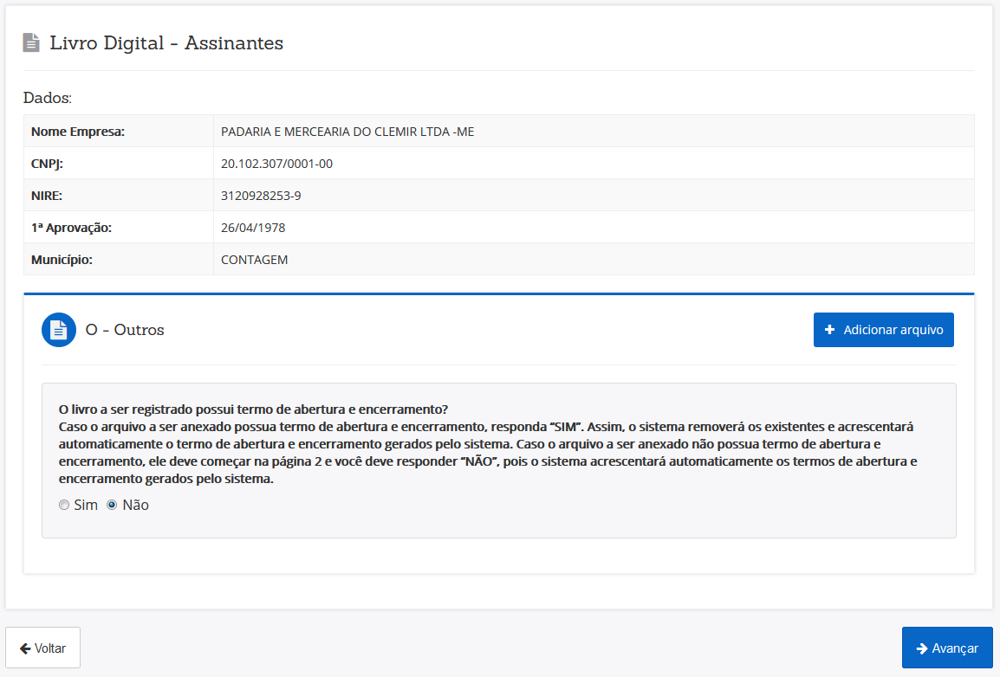 Livro Digital - Assinantes
Dados:
Nome Empresa: PADARIA E MERCEARIA DO CLEMIR LTDA -ME
CNPJ: 20.102.307/0001-00
NIRE: 3120928253-9
1ª Aprovação: 26/04/1978
Município: CONTAGEM
O - Outros
Adicionar arquivo
O livro a ser registrado possui termo de abertura e encerramento?
Caso o arquivo a ser anexado possua termo de abertura e encerramento, responda “SIM”. Assim, o sistema removerá os existentes e acrescentará
automaticamente o termo de abertura e encerramento gerados pelo sistema. Caso o arquivo a ser anexado não possua termo de abertura e
encerramento, ele deve começar na página 2 e você deve responder “NÃO”, pois o sistema acrescentará automaticamente os termos de abertura e
encerramento gerados pelo sistema.
Sim Não
Voltar
Avançar